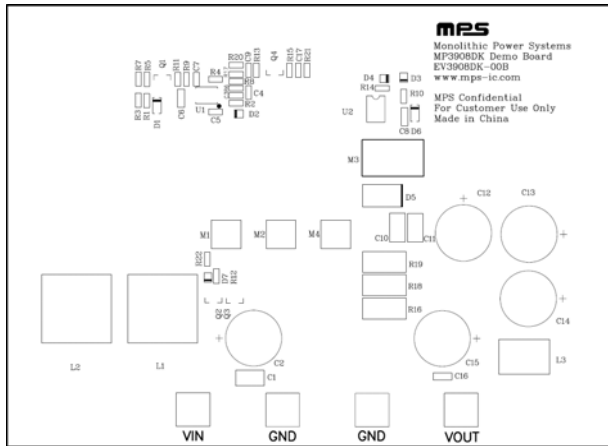 MPS
Monolithic Power Systems
MP3908DK Demo Board
EV3908DK-00B
www.mps-ic.com
MPS Confidential
For Customer Use Only
Made in China
R20
Q1
R7
R5
R11
R9
C7
R4
C9
R13
Q4
R15
C17
R21
R8
C4
R3
R1
D1
C6
U1
R2
C5
D2
D4
D3
R14
R10
U2
C8
D6
M3
D5
C12
C13
M1
M2
M4
C10
C11
R22
D7
R12
R19
R18
R16
Q2
Q3
C14
L2
L1
C2
C1
C15
C16
L3
VIN
GND
GND
VOUT